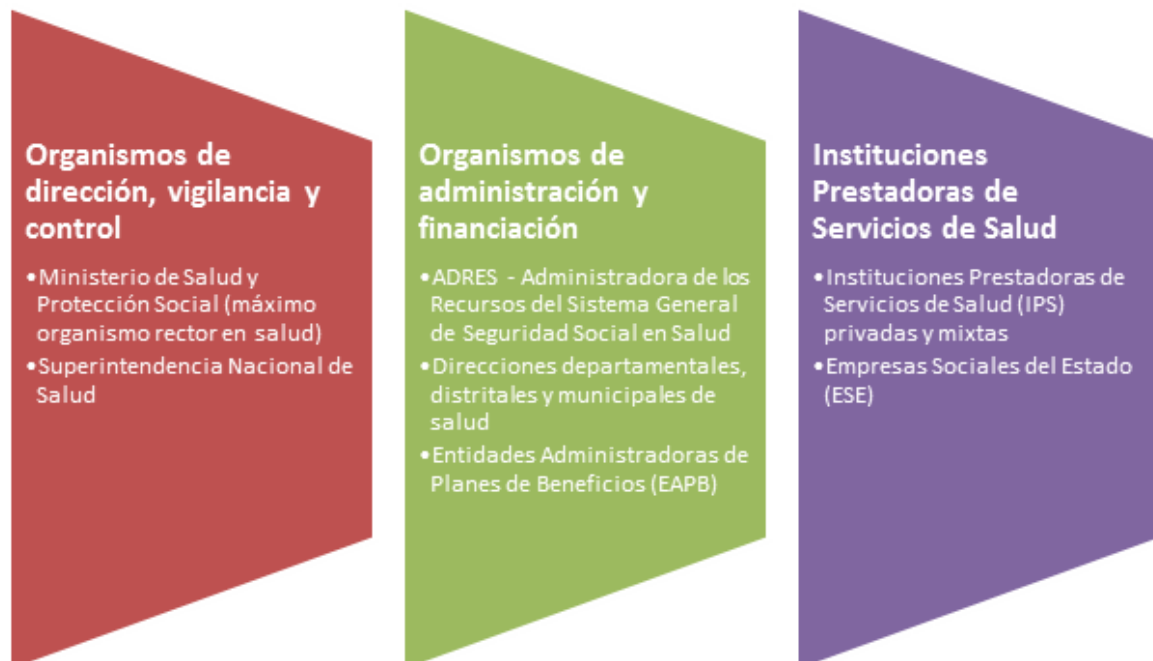 Organismos de
dirección, vigilancia y
control
•Ministerio de Salud y
Protección Social (máximo
organismo rector en salud)
•Superintendencia Nacional de
Salud
Organismos de
administración y
financiación
•ADRES - Administradora de los
Recursos del Sistema General
de Seguridad Social en Salud
•Direcciones departamentales,
distritales y municipales de
salud
•Entidades Administradoras de
Planes de Beneficios (EAPB)
Instituciones
Prestadoras de
Servicios de Salud
•Instituciones Prestadoras de
Servicios de Salud (IPS)
privadas y mixtas
•Empresas Sociales del Estado
(ESE)